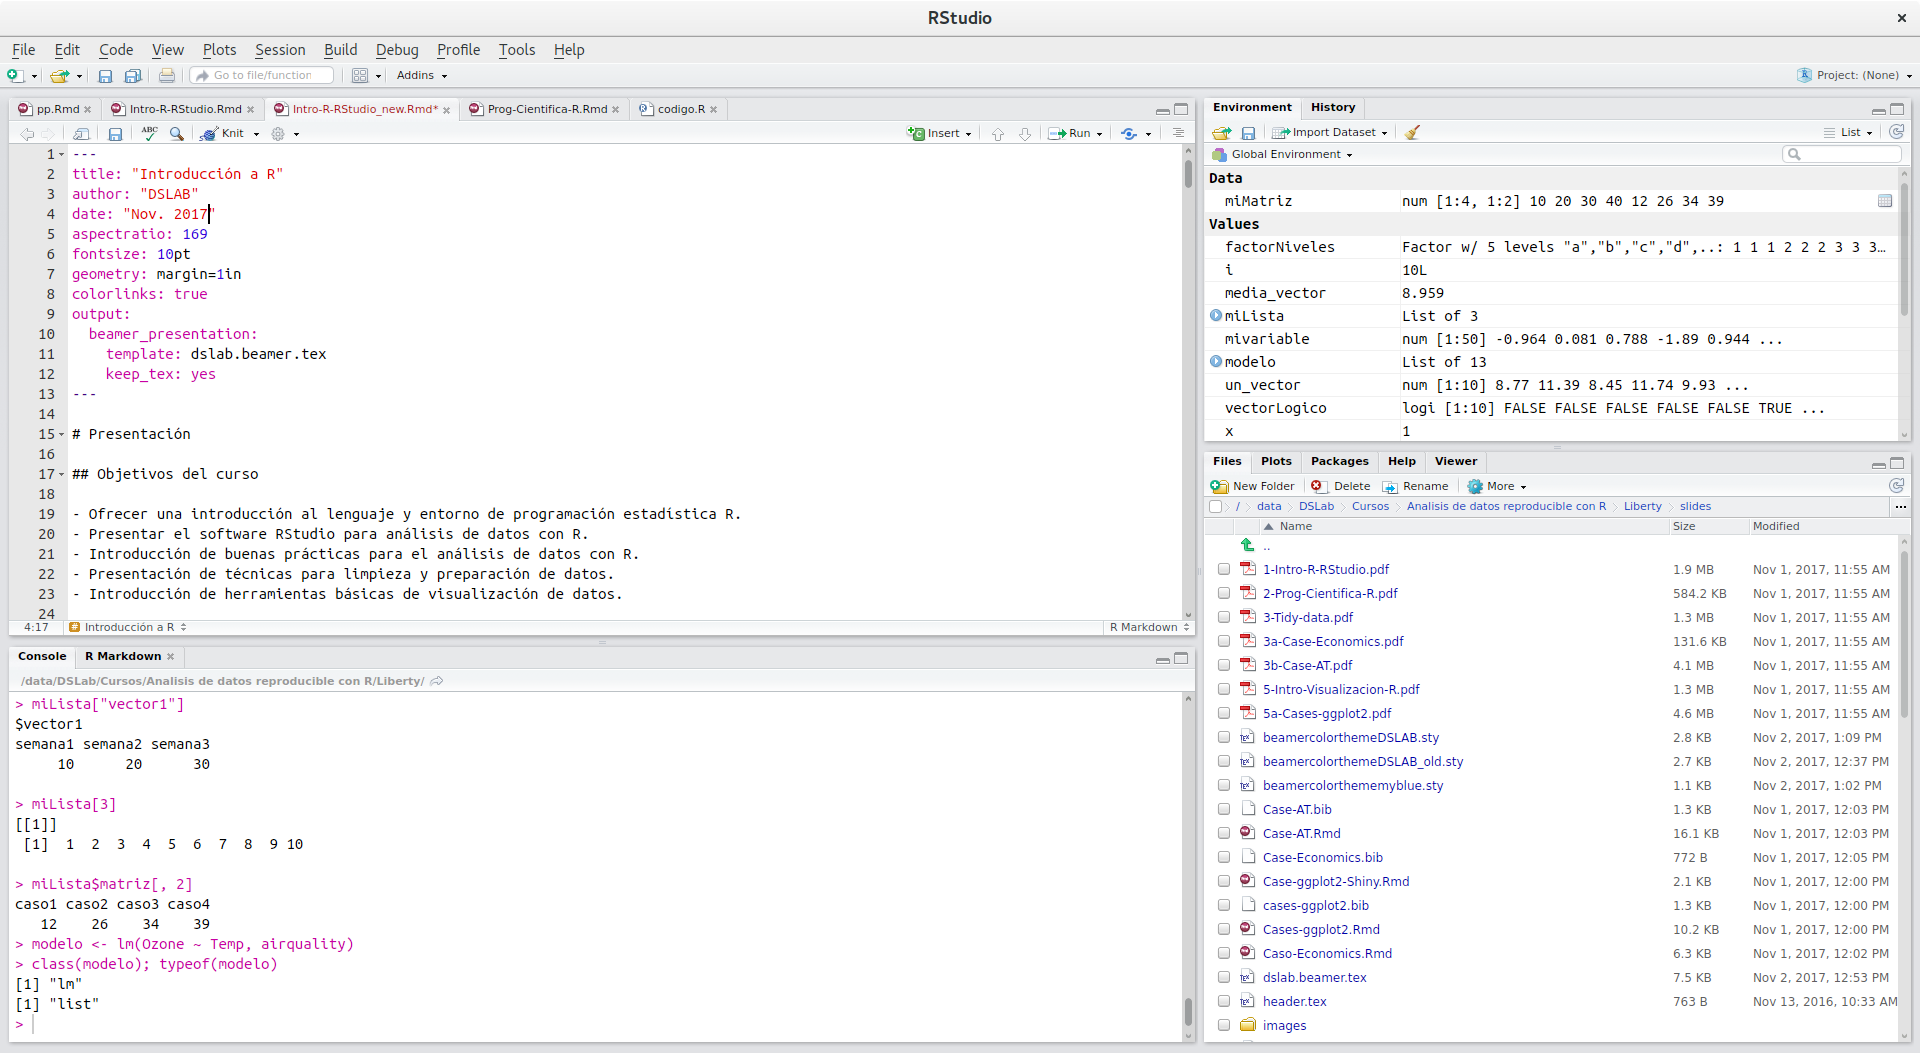 RStudio
File Edit Code View Plots Session Build Debug Profile Tools Help
Go to file/function Addins Project: (None)
pp.Rmd Intro-R-RStudio.Rmd Intro-R-RStudio_new.Rmd* Prog-Cientifica-R.Rmd codigo.R
ABC Knit Insert Run
1 ---
2 title: "Introducción a R"
3 author: "DSLAB"
4 date: "Nov. 2017"
5 aspectratio: 169
6 fontsize: 10pt
7 geometry: margin=1in
8 colorlinks: true
9 output:
10 beamer_presentation:
11 template: dslab.beamer.tex
12 keep_tex: yes
13 ---
14
15 # Presentación
16
17 ## Objetivos del curso
18
19 - Ofrecer una introducción al lenguaje y entorno de programación estadística R.
20 - Presentar el software RStudio para análisis de datos con R.
21 - Introducción de buenas prácticas para el análisis de datos con R.
22 - Presentación de técnicas para limpieza y preparación de datos.
23 - Introducción de herramientas básicas de visualización de datos.
24
4:17 # Introducción a R R Markdown
Console R Markdown
/data/DSLab/Cursos/Analisis de datos reproducible con R/Liberty/
> miLista["vector1"]
$vector1
semana1 semana2 semana3
10 20 30
> miLista[3]
[[1]]
[1] 1 2 3 4 5 6 7 8 9 10
> miLista$matriz[, 2]
caso1 caso2 caso3 caso4
12 26 34 39
> modelo <- lm(Ozone ~ Temp, airquality)
> class(modelo); typeof(modelo)
[1] "lm"
[1] "list"
>
Environment History
Import Dataset List
Global Environment
Data
miMatriz num [1:4, 1:2] 10 20 30 40 12 26 34 39
Values
factorNiveles Factor w/ 5 levels "a","b","c","d",..: 1 1 1 2 2 2 3 3 3…
i 10L
media_vector 8.959
miLista List of 3
mivariable num [1:50] -0.964 0.081 0.788 -1.89 0.944 ...
modelo List of 13
un_vector num [1:10] 8.77 11.39 8.45 11.74 9.93 ...
vectorLogico logi [1:10] FALSE FALSE FALSE FALSE FALSE TRUE ...
x 1
Files Plots Packages Help Viewer
New Folder Delete Rename More
/ data DSLab Cursos Analisis de datos reproducible con R Liberty slides ...
Name Size Modified
..
1-Intro-R-RStudio.pdf 1.9 MB Nov 1, 2017, 11:55 AM
2-Prog-Cientifica-R.pdf 584.2 KB Nov 1, 2017, 11:55 AM
3-Tidy-data.pdf 1.3 MB Nov 1, 2017, 11:55 AM
3a-Case-Economics.pdf 131.6 KB Nov 1, 2017, 11:55 AM
3b-Case-AT.pdf 4.1 MB Nov 1, 2017, 11:55 AM
5-Intro-Visualizacion-R.pdf 1.3 MB Nov 1, 2017, 11:55 AM
5a-Cases-ggplot2.pdf 4.6 MB Nov 1, 2017, 11:55 AM
beamercolorthemeDSLAB.sty 2.8 KB Nov 2, 2017, 1:09 PM
beamercolorthemeDSLAB_old.sty 2.7 KB Nov 2, 2017, 12:37 PM
beamercolorthememyblue.sty 1.1 KB Nov 2, 2017, 1:02 PM
Case-AT.bib 1.3 KB Nov 1, 2017, 12:03 PM
Case-AT.Rmd 16.1 KB Nov 1, 2017, 12:03 PM
Case-Economics.bib 772 B Nov 1, 2017, 12:05 PM
Case-ggplot2-Shiny.Rmd 2.1 KB Nov 1, 2017, 12:00 PM
cases-ggplot2.bib 1.3 KB Nov 1, 2017, 12:00 PM
Cases-ggplot2.Rmd 10.2 KB Nov 1, 2017, 12:00 PM
Caso-Economics.Rmd 6.3 KB Nov 1, 2017, 12:02 PM
dslab.beamer.tex 7.5 KB Nov 2, 2017, 12:53 PM
header.tex 763 B Nov 13, 2016, 10:33 AM
images